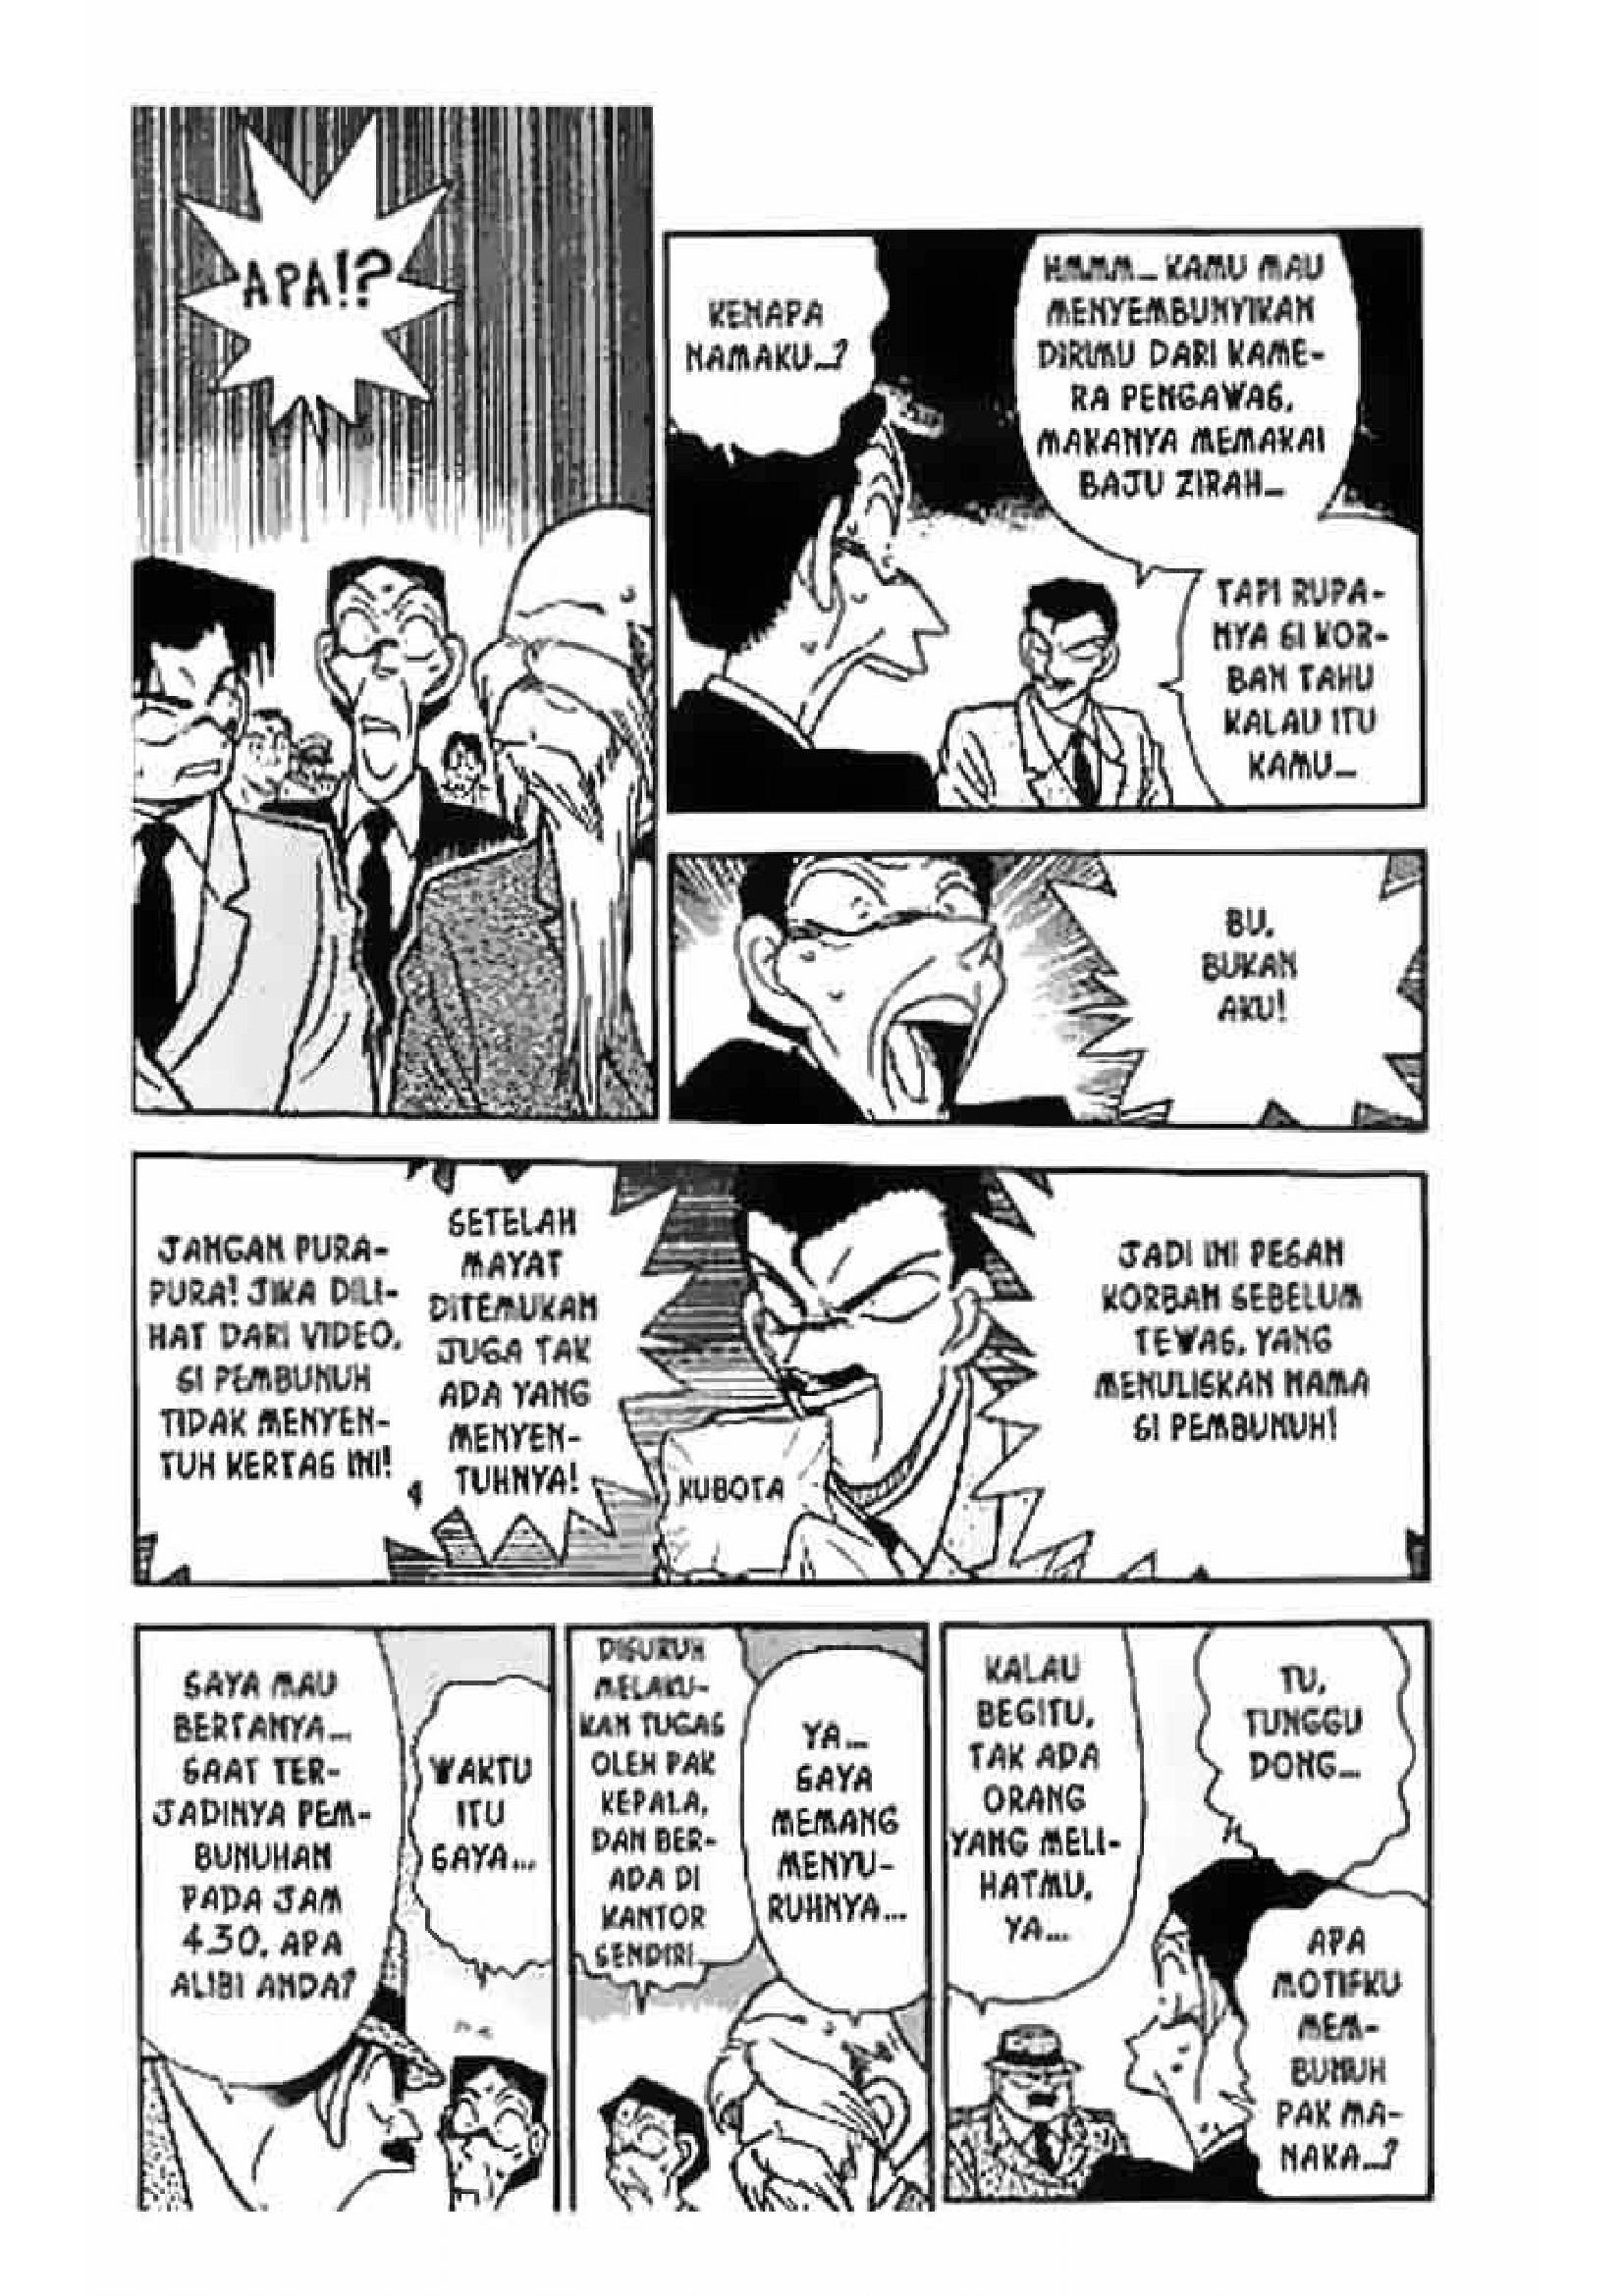 APA!?
KENAPA
NAMAKU...?
HMMM... KAMU MAU
MENYEMBUNYIKAN
DIRIMU DARI KAME-
RA PENGAWAS,
MAKANYA MEMAKAI
BAJU ZIRAH...
TAPI RUPA-
NYA SI KOR-
BAN TAHU
KALAU ITU
KAMU...
BU,
BUKAN
AKU!
JANGAN PURA-
PURA! JIKA DILI-
HAT DARI VIDEO,
SI PEMBUNUH
TIDAK MENYEN-
TUH KERTAS INI!
SETELAH
MAYAT
DITEMUKAN
JUGA TAK
ADA YANG
MENYEN-
TUHNYA!
KUBOTA
JADI INI PESAN
KORBAN SEBELUM
TEWAS, YANG
MENULISKAN NAMA
SI PEMBUNUH!
SAYA MAU
BERTANYA...
SAAT TER-
JADINYA PEM-
BUNUHAN
PADA JAM
4.30, APA
ALIBI ANDA?
WAKTU
ITU
SAYA...
DISURUH
MELAKU-
KAN TUGAS
OLEH PAK
KEPALA,
DAN BER-
ADA DI
KANTOR
SENDIRI...
YA...
SAYA
MEMANG
MENYU-
RUHNYA...
KALAU
BEGITU,
TAK ADA
ORANG
YANG MELI-
HATMU,
YA...
TU,
TUNGGU
DONG...
APA
MOTIFKU
MEM-
BUNUH
PAK MA-
NAKA...?